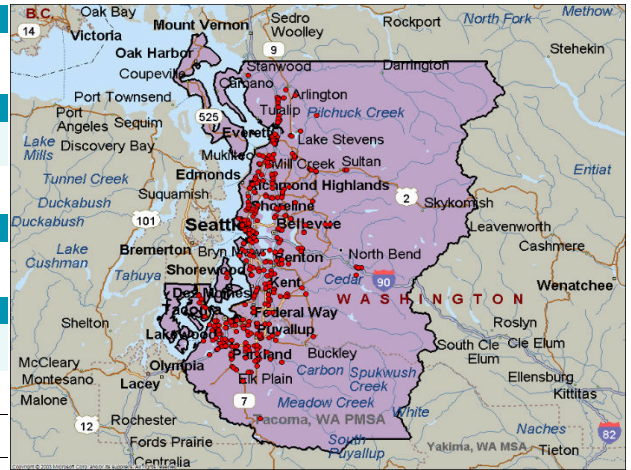 B.C.
Oak Bay
14
Victoria
Mount Vernon
Sedro
Woolley
Rockport
North Fork
Methow
Oak Harbor
9
Stehekin
Coupeville
Stanwood
Darrington
Camano
Port Townsend
Arlington
Port
Angeles
Sequim
525
Tulalip
Pilchuck Creek
Everett
Lake
Mills
Discovery Bay
Mukilteo
Lake Stevens
Mill Creek
Sultan
Entiat
Tunnel Creek
Edmonds
Richmond Highlands
Suquamish
2
Duckabush
Shoreline
Skykomish
Duckabush
101
Seattle
Bellevue
Leavenworth
Lake
Cushman
Bremerton
Bryn
North Bend
Cashmere
Tahuya
Shorewood
Renton
Cedar
90
Wenatchee
Kent
Des Moines
WASHINGTON
Shelton
Tacoma
Federal Way
Roslyn
Lakewood
Puyallup
South Cle
Elum
Cle Elum
McCleary
Olympia
Parkland
Buckley
Montesano
Lacey
Elk Plain
Carbon
Spukwush
Creek
Ellensburg
Malone
7
Meadow Creek
Kittitas
12
Rochester
Tacoma, WA PMSA
White
Naches
82
Fords Prairie
South
Puyallup
Yakima, WA MSA
Tieton
Centralia